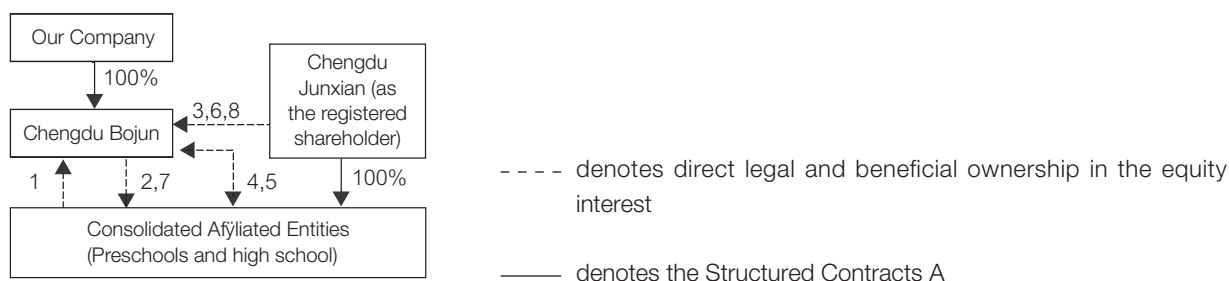 Our Company
100%
Chengdu
Junxian (as
the registered
shareholder)
3,6,8
Chengdu Bojun
1
2,7
4,5
100%
Consolidated Afÿliated Entities
(Preschools and high school)
denotes direct legal and beneficial ownership in the equity
interest
denotes the Structured Contracts A